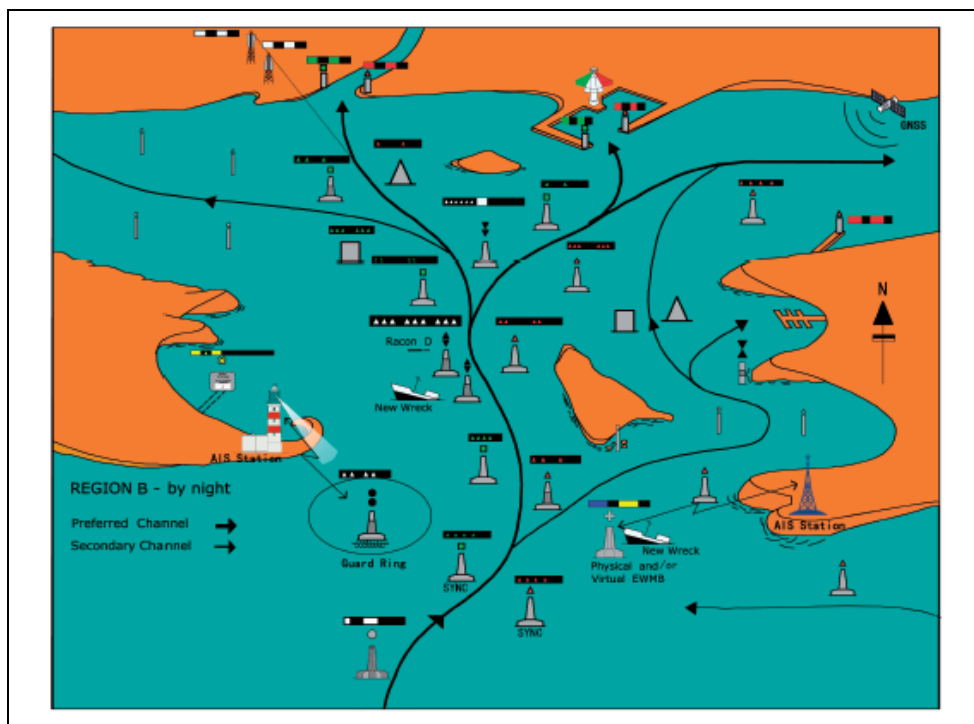 GNSS
N
Racon D
New Wreck
AIS Station
REGION B - by night
Preferred Channel
Secondary Channel
Guard Ring
SYNC
SYNC
New Wreck
Physical and/or
Virtual EWMB
AIS Station